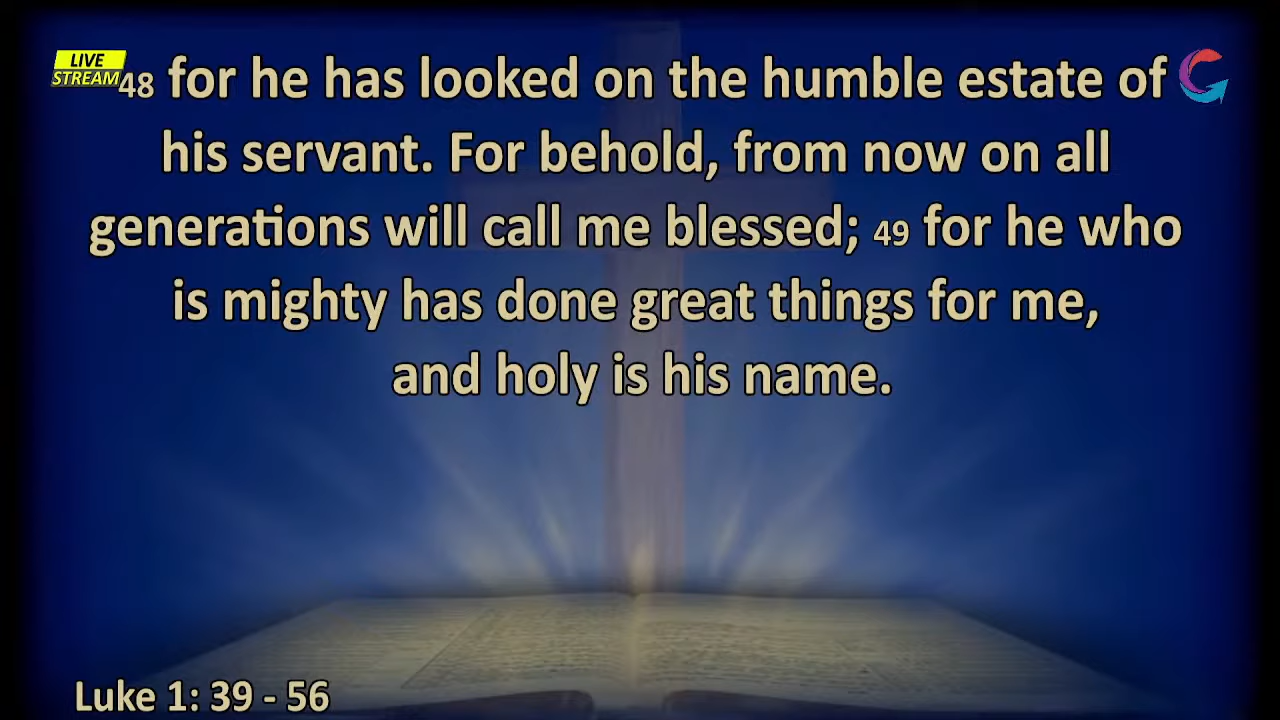 LIVE
STREAM
48 for he has looked on the humble estate of
his servant. For behold, from now on all
generations will call me blessed; 49 for he who
is mighty has done great things for me,
and holy is his name.
Luke 1: 39 - 56